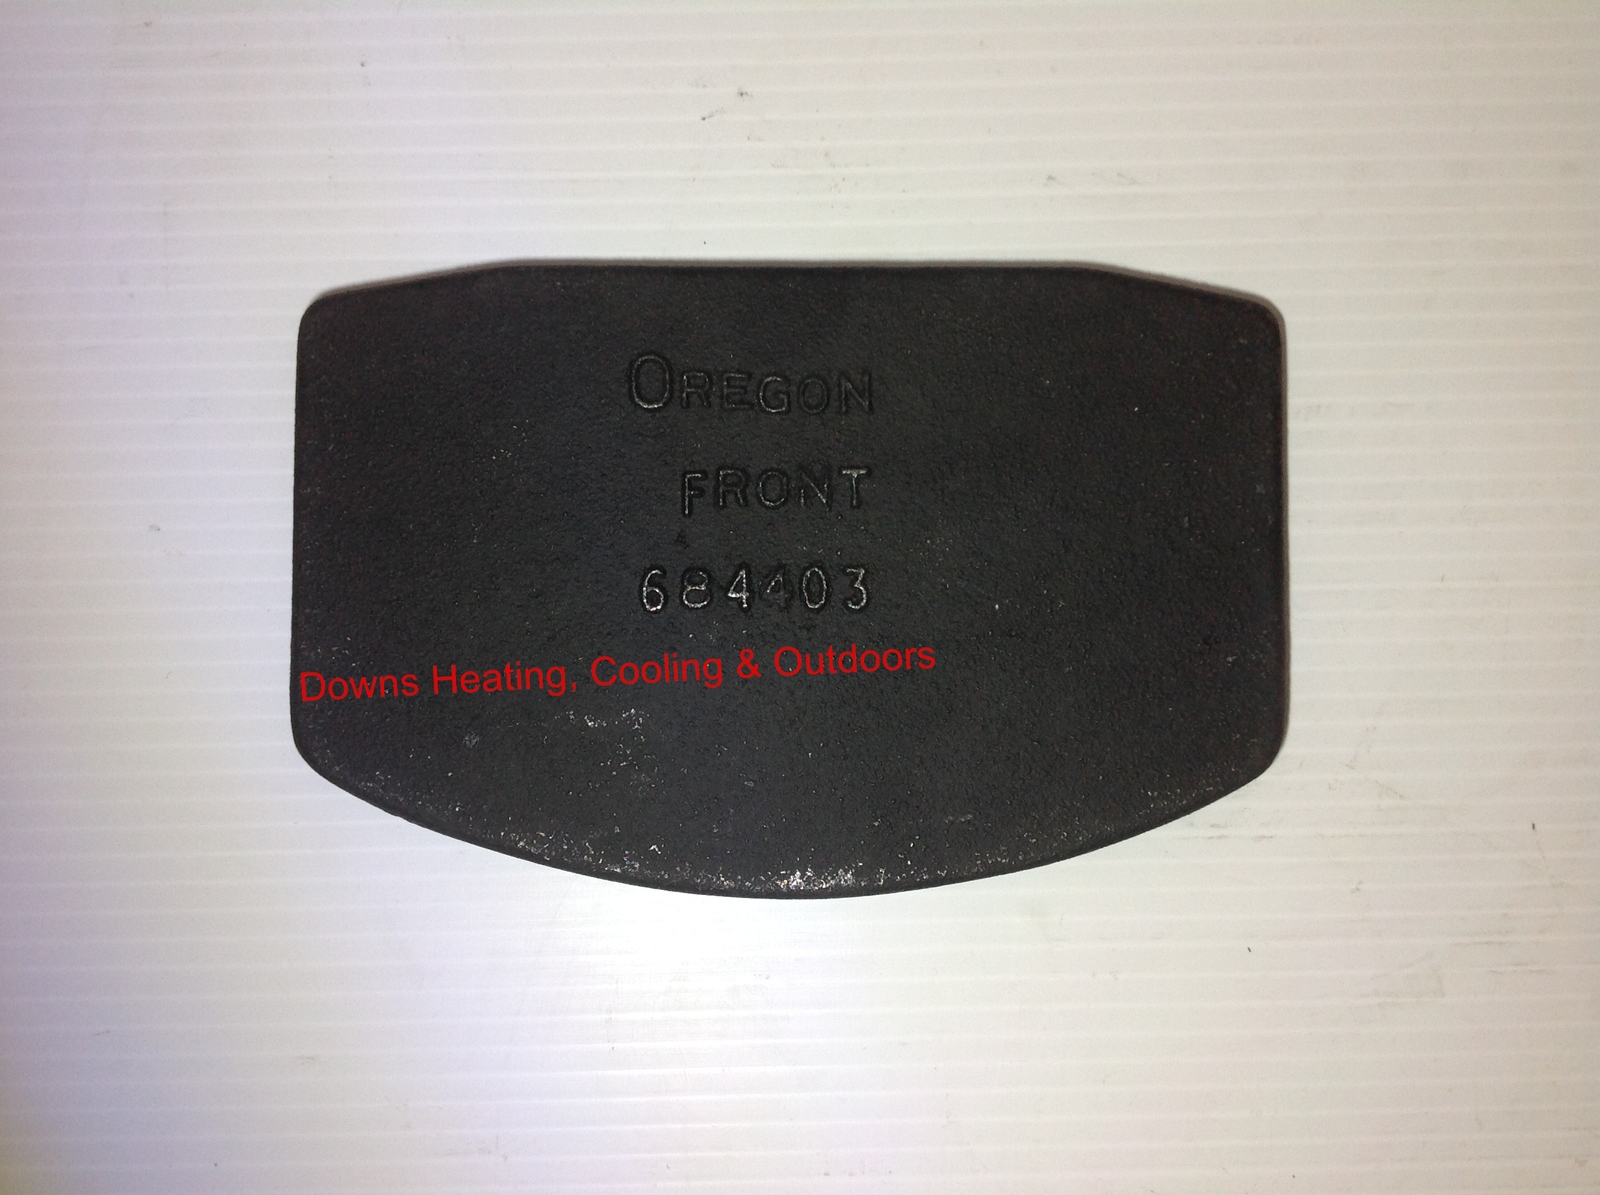 OREGON
FRONT
684403
Downs Heating, Cooling & Outdoors